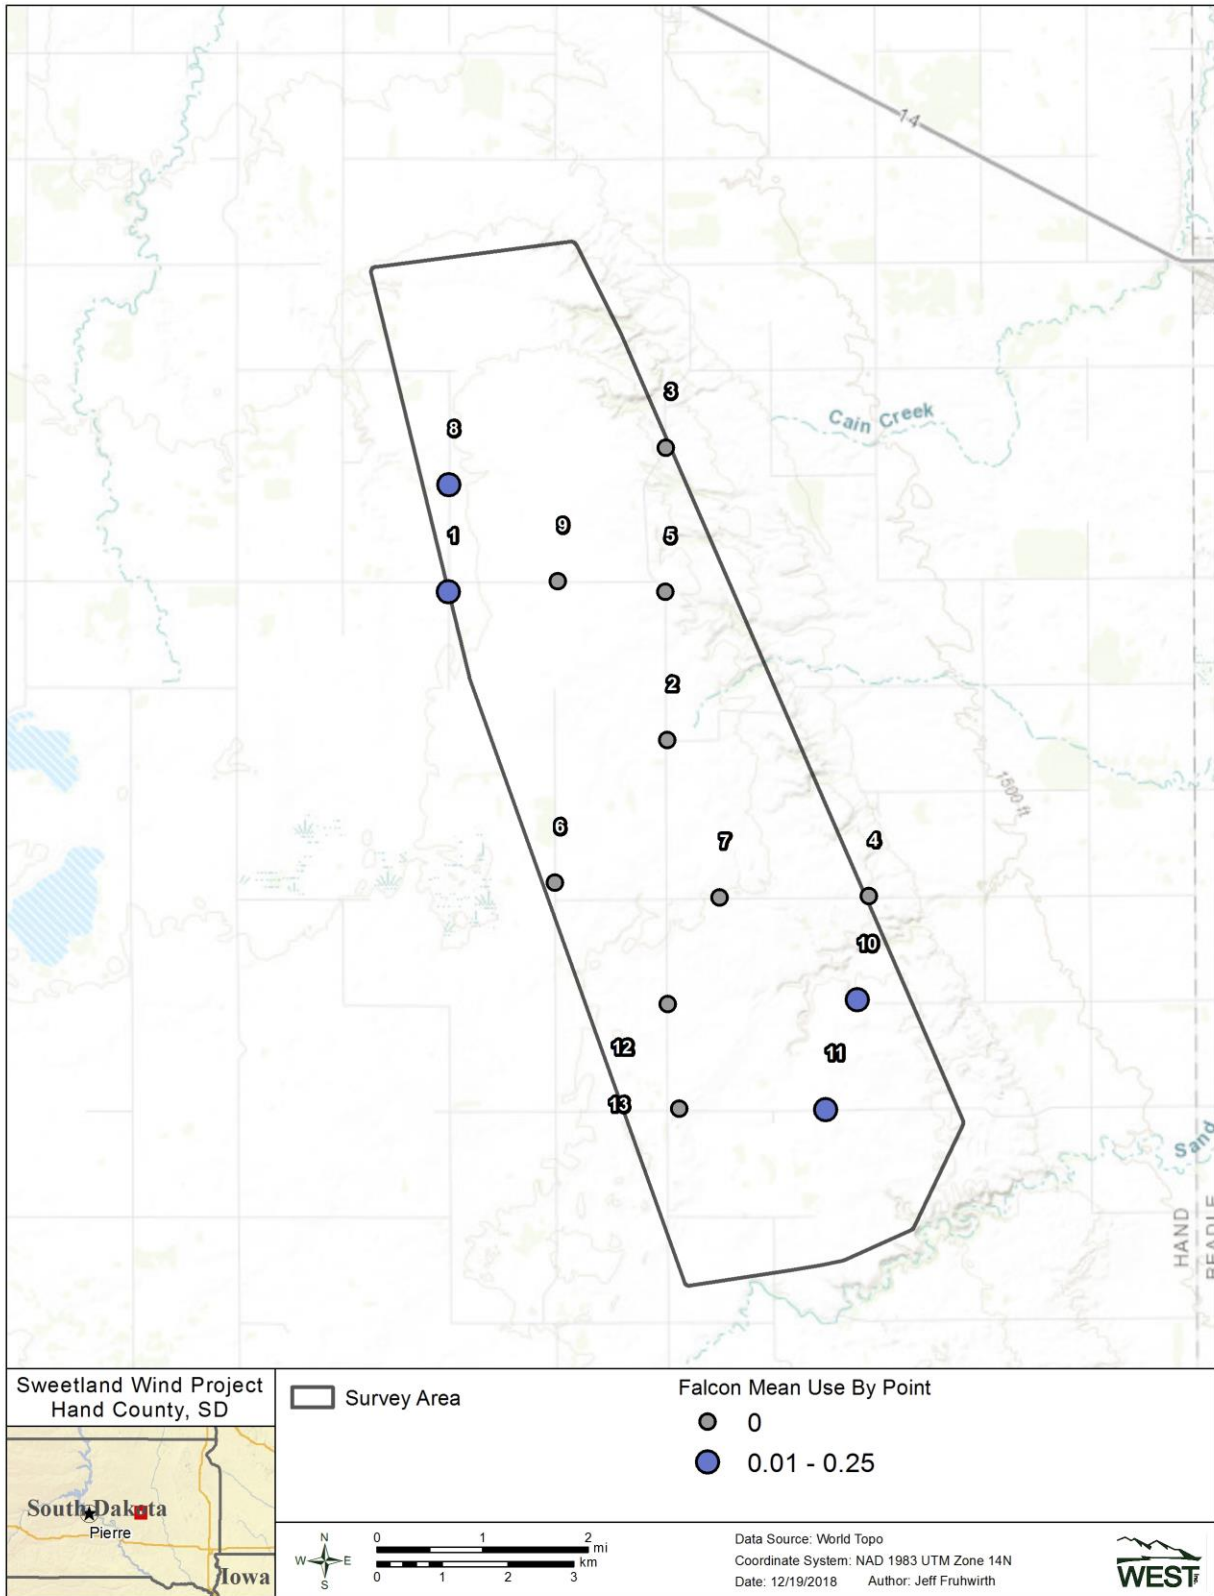 14
3
Cain Creek
8
9
1
5
2
1500 ft
6
7
4
10
12
11
13
Sand
HAND
BEADLE
Sweetland Wind Project
Hand County, SD
Survey Area
Falcon Mean Use By Point
0
0.01 - 0.25
South Dakota
Pierre
Iowa
N
W E
S
0 1 2
mi
km
0 1 2 3
Data Source: World Topo
Coordinate System: NAD 1983 UTM Zone 14N
Date: 12/19/2018 Author: Jeff Fruhwirth
WEST